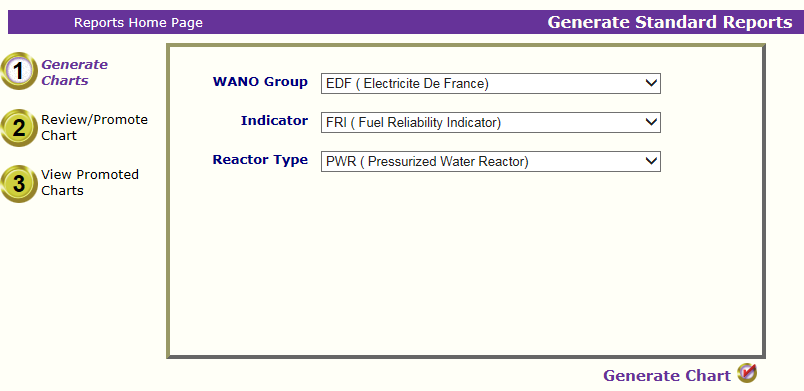 Reports Home Page
Generate Standard Reports
1
Generate
Charts
2
Review/Promote
Chart
3
View Promoted
Charts
WANO Group
EDF ( Electricite De France)
Indicator
FRI ( Fuel Reliability Indicator)
Reactor Type
PWR ( Pressurized Water Reactor)
Generate Chart